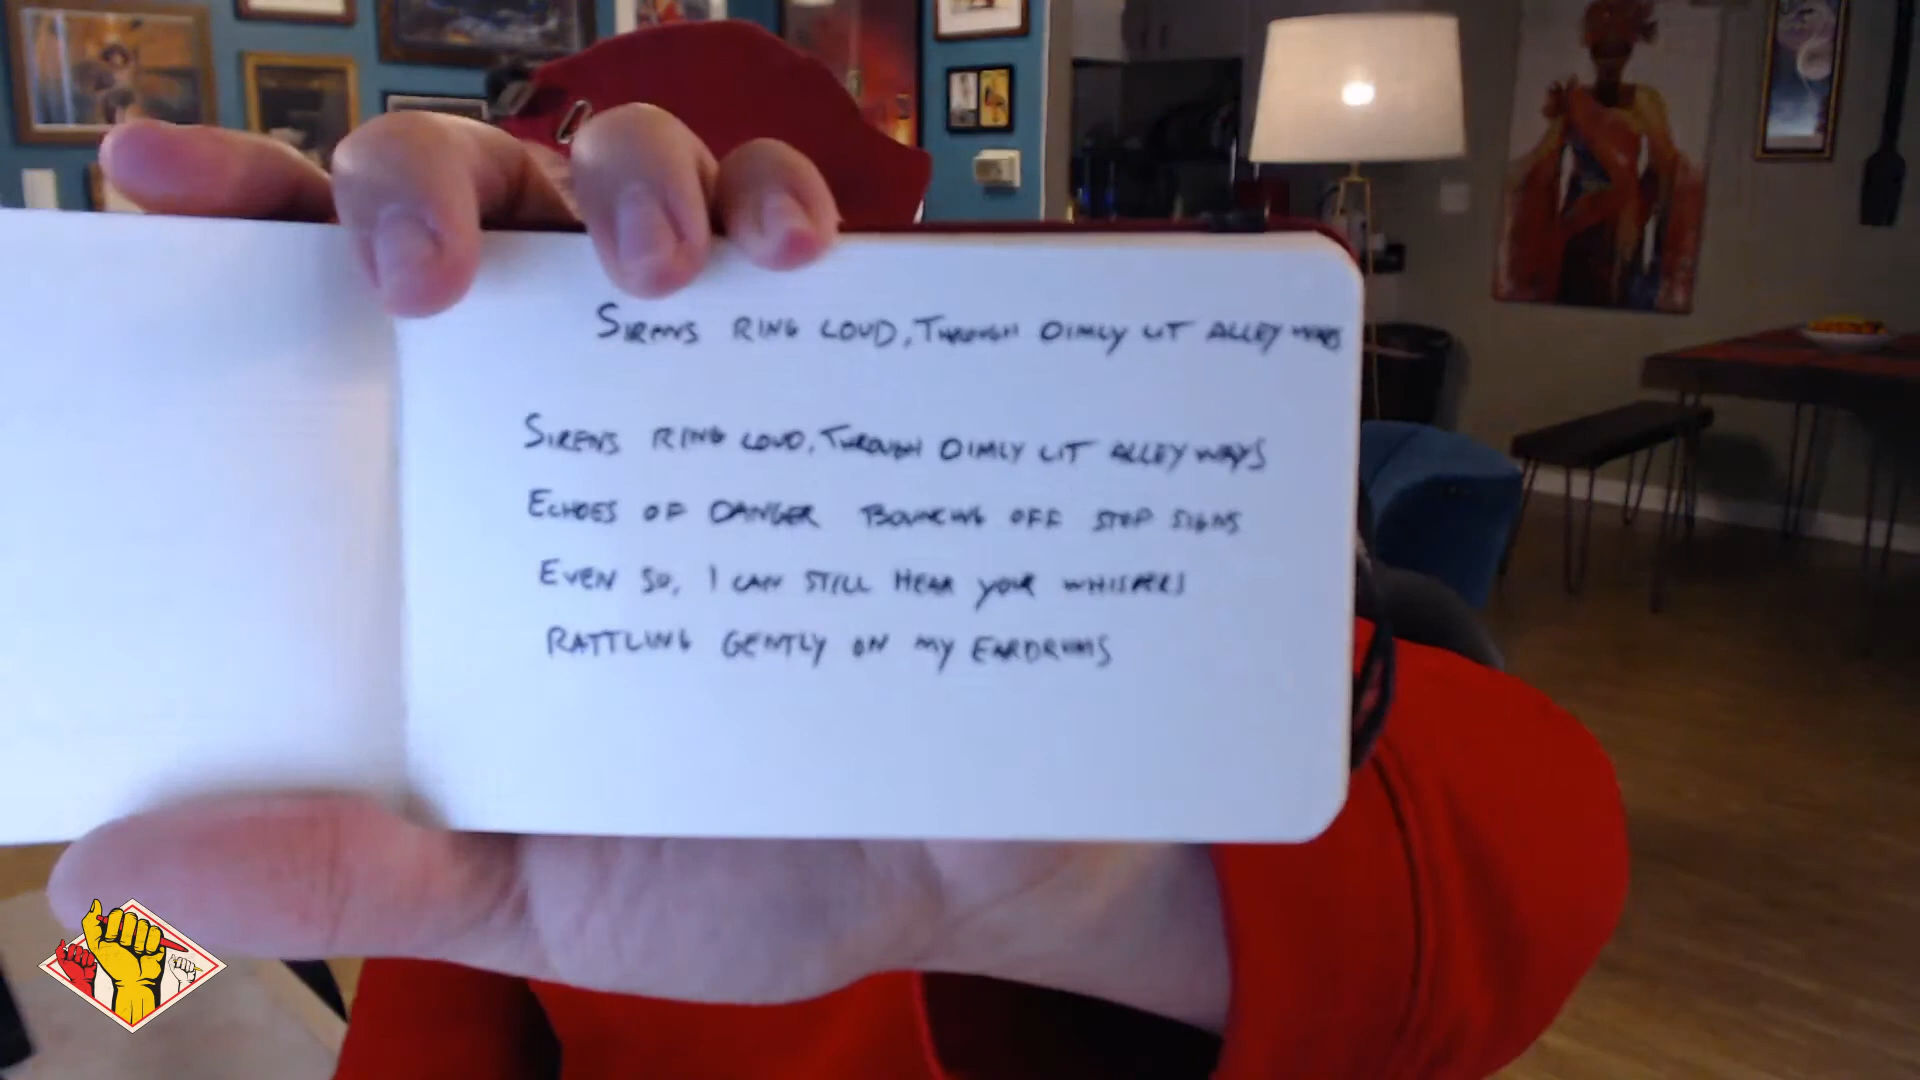 SIRENS RING LOUD, THROUGH DIMLY LIT ALLEY WAYS
SIRENS RING LOUD, THROUGH DIMLY LIT ALLEY WAYS
ECHOES OF DANGER BOUNCING OFF STOP SIGNS
EVEN SO, I CAN STILL HEAR YOUR WHISPERS
RATTLING GENTLY ON MY EARDRUMS